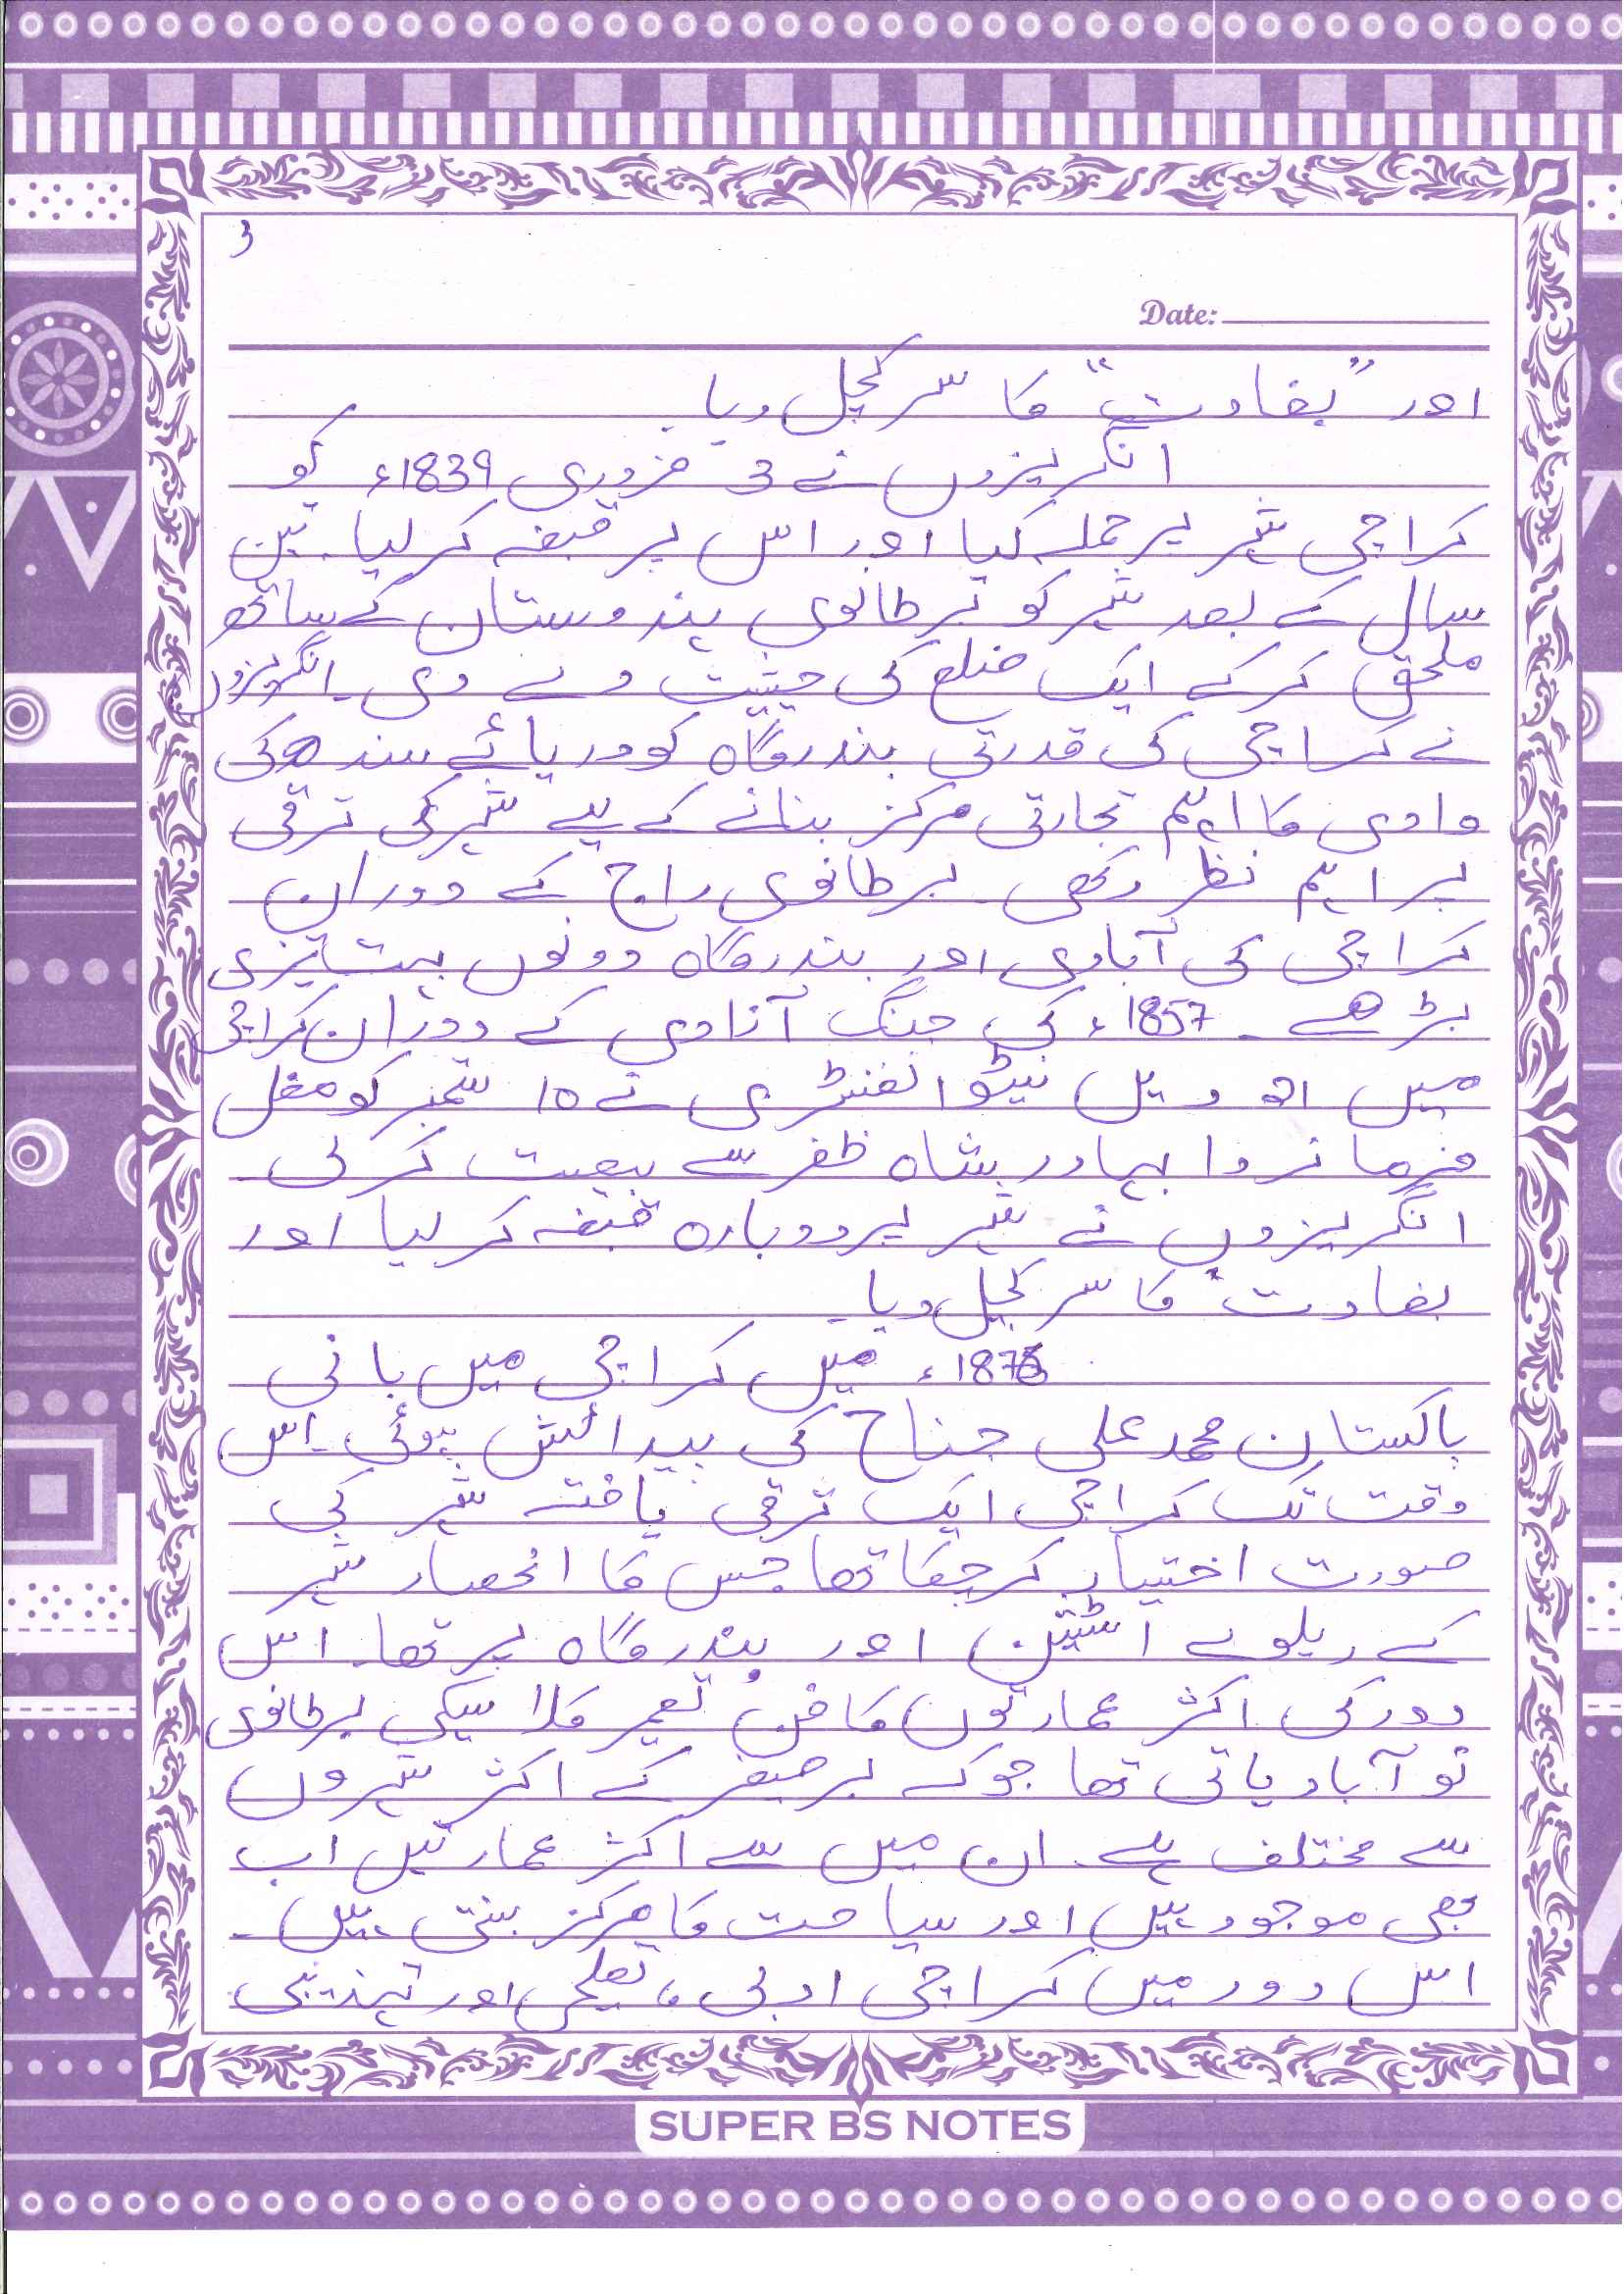 3
Date:
اور "بغاوت" کا سر کچل دیا۔
انگریزوں نے 3 فروری 1839ء کو
کراچی شہر پر حملہ کیا اور اس پر قبضہ کر لیا۔ تین
سال کے بعد شہر کو برطانوی ہندوستان کے ساتھ
ملحق کر کے ایک ضلع کی حیثیت دے دی۔ انگریزوں
نے کراچی کی قدرتی بندرگاہ کو دریائے سندھ کی
وادی کا اہم تجارتی مرکز بنانے کے لیے شہر کی ترقی
پر اہم نظر رکھی۔ برطانوی راج کے دوران
کراچی کی آبادی اور بندرگاہ دونوں بہت تیزی
بڑھے۔ 1857ء کی جنگ آزادی کے دوران کراچی
میں 21 ویں نیٹو انفنٹری نے 10 ستمبر کو مغل
فرمانروا بہادر شاہ ظفر سے بیعت کر لی۔
انگریزوں نے شہر پر دوبارہ قبضہ کر لیا اور
بغاوت" کا سر کچل دیا۔
1876ء میں کراچی میں بانی
پاکستان محمد علی جناح کی پیدائش ہوئی۔ اس
وقت تک کراچی ایک ترقی یافتہ شہر کی
صورت اختیار کر چکا تھا جس کا انحصار شہر
کے ریلوے اسٹیشن اور بندرگاہ پر تھا۔ اس
دور کی اکثر عمارتوں کا فن تعمیر کلاسیکی برطانوی
نو آبادیاتی تھا جو کے برصغیر کے اکثر شہروں
سے مختلف ہے۔ ان میں سے اکثر عمارتیں اب
بھی موجود ہیں اور سیاحت کا مرکز بنتی ہیں۔
اس دور میں کراچی ادبی، تعلیمی اور تہذیبی
SUPER BS NOTES